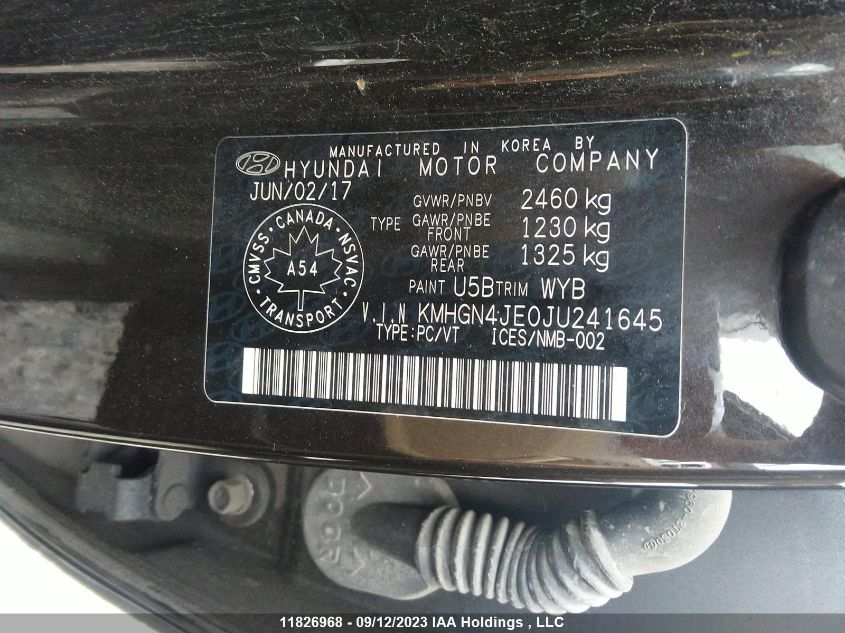 MANUFACTURED IN KOREA BY
HYUNDAI MOTOR COMPANY
JUN/02/17
GVWR/PNBV 2460 kg
TYPE GAWR/PNBE FRONT 1230 kg
GAWR/PNBE REAR 1325 kg
CMVSS · CANADA · NSVAC
A54
TRANSPORT
PAINT U5B TRIM WYB
V.I.N KMHGN4JE0JU241645
TYPE:PC/VT ICES/NMB-002
DOOR
11826968 - 09/12/2023 IAA Holdings , LLC